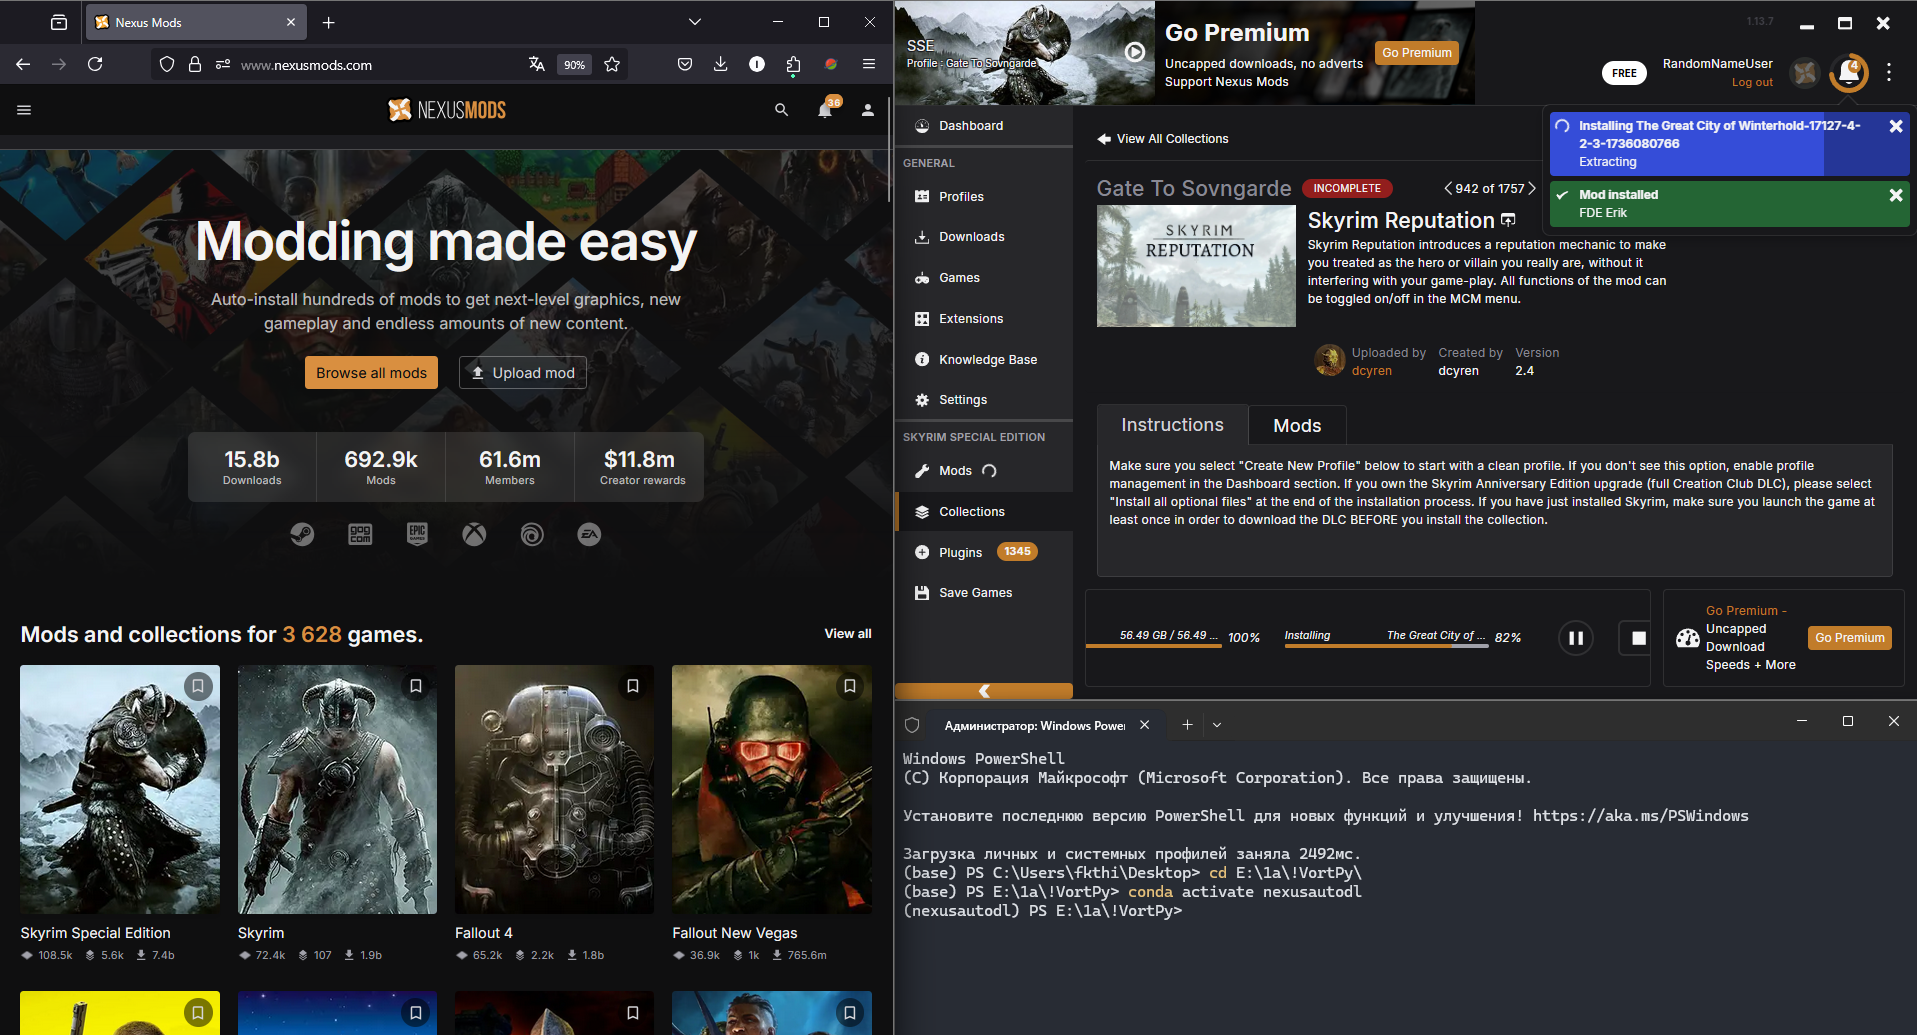 Nexus Mods
www.nexusmods.com
90%
NEXUSMODS
36
Modding made easy
Auto-install hundreds of mods to get next-level graphics, new
gameplay and endless amounts of new content.
Browse all mods
Upload mod
15.8b
Downloads
692.9k
Mods
61.6m
Members
$11.8m
Creator rewards
GOG
COM
EPIC
GAMES
EA
Mods and collections for 3 628 games.
View all
Skyrim Special Edition
108.5k 5.6k 7.4b
Skyrim
72.4k 107 1.9b
Fallout 4
65.2k 2.2k 1.8b
Fallout New Vegas
36.9k 1k 765.6m
SSE
Profile : Gate To Sovngarde
Go Premium
Uncapped downloads, no adverts
Support Nexus Mods
Go Premium
1.13.7
FREE
RandomNameUser
Log out
4
Dashboard
GENERAL
Profiles
Downloads
Games
Extensions
Knowledge Base
Settings
SKYRIM SPECIAL EDITION
Mods
Collections
Plugins 1345
Save Games
View All Collections
Gate To Sovngarde INCOMPLETE
942 of 1757
Installing The Great City of Winterhold-17127-4-
2-3-1736080766
Extracting
Mod installed
FDE Erik
SKYRIM
REPUTATION
Skyrim Reputation
Skyrim Reputation introduces a reputation mechanic to make
you treated as the hero or villain you really are, without it
interfering with your game-play. All functions of the mod can
be toggled on/off in the MCM menu.
Uploaded by
dcyren
Created by
dcyren
Version
2.4
Instructions
Mods
Make sure you select "Create New Profile" below to start with a clean profile. If you don't see this option, enable profile
management in the Dashboard section. If you own the Skyrim Anniversary Edition upgrade (full Creation Club DLC), please select
"Install all optional files" at the end of the installation process. If you have just installed Skyrim, make sure you launch the game at
least once in order to download the DLC BEFORE you install the collection.
56.49 GB / 56.49 ... 100%
Installing The Great City of ... 82%
Go Premium -
Uncapped
Download
Speeds + More
Go Premium
Администратор: Windows Power
Windows PowerShell
(C) Корпорация Майкрософт (Microsoft Corporation). Все права защищены.
Установите последнюю версию PowerShell для новых функций и улучшения! https://aka.ms/PSWindows
Загрузка личных и системных профилей заняла 2492мс.
(base) PS C:\Users\fkthi\Desktop> cd E:\1a\!VortPy\
(base) PS E:\1a\!VortPy> conda activate nexusautodl
(nexusautodl) PS E:\1a\!VortPy>